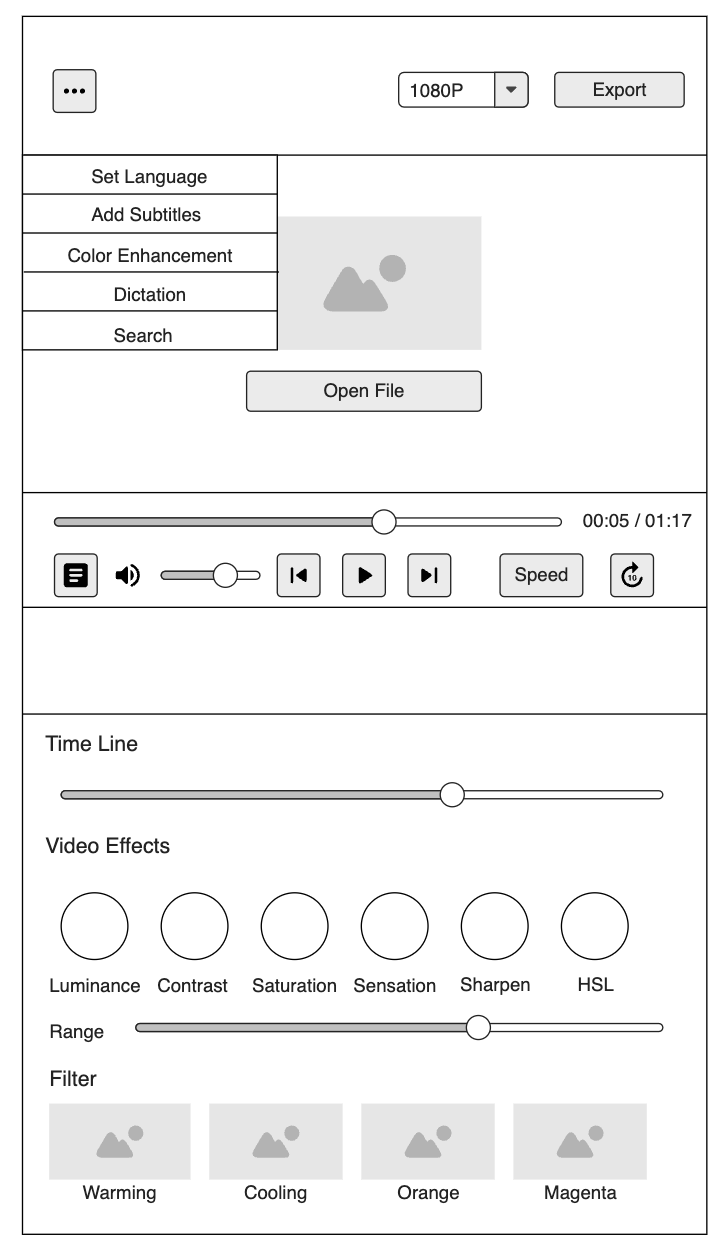 1080P
Export
Set Language
Add Subtitles
Color Enhancement
Dictation
Search
Open File
00:05 / 01:17
Speed
10
Time Line
Video Effects
Luminance Contrast Saturation Sensation Sharpen HSL
Range
Filter
Warming Cooling Orange Magenta